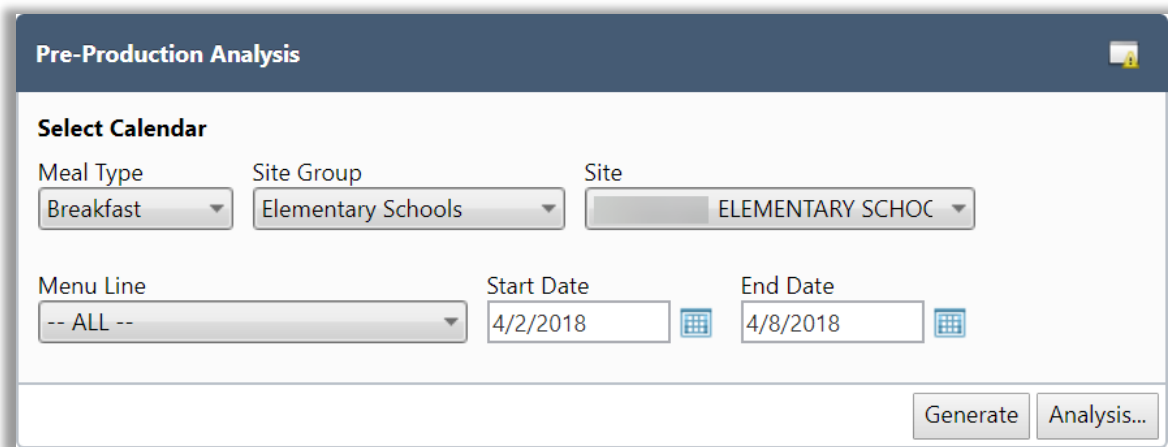 Pre-Production Analysis
Select Calendar
Meal Type Site Group Site
Breakfast Elementary Schools ELEMENTARY SCHOC
Menu Line Start Date End Date
-- ALL -- 4/2/2018 4/8/2018
Generate Analysis...